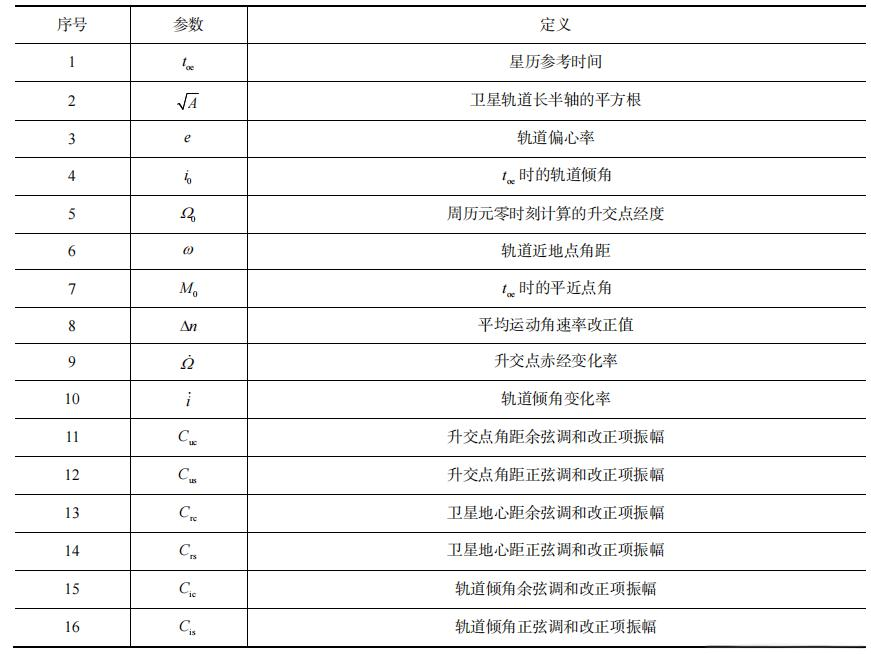 序号 参数 定义
1 t_oe 星历参考时间
2 √A 卫星轨道长半轴的平方根
3 e 轨道偏心率
4 i₀ t_oe 时的轨道倾角
5 Ω₀ 周历元零时刻计算的升交点经度
6 ω 轨道近地点角距
7 M₀ t_oe 时的平近点角
8 Δn 平均运动角速率改正值
9 Ω̇ 升交点赤经变化率
10 i̇ 轨道倾角变化率
11 C_uc 升交点角距余弦调和改正项振幅
12 C_us 升交点角距正弦调和改正项振幅
13 C_rc 卫星地心距余弦调和改正项振幅
14 C_rs 卫星地心距正弦调和改正项振幅
15 C_ic 轨道倾角余弦调和改正项振幅
16 C_is 轨道倾角正弦调和改正项振幅